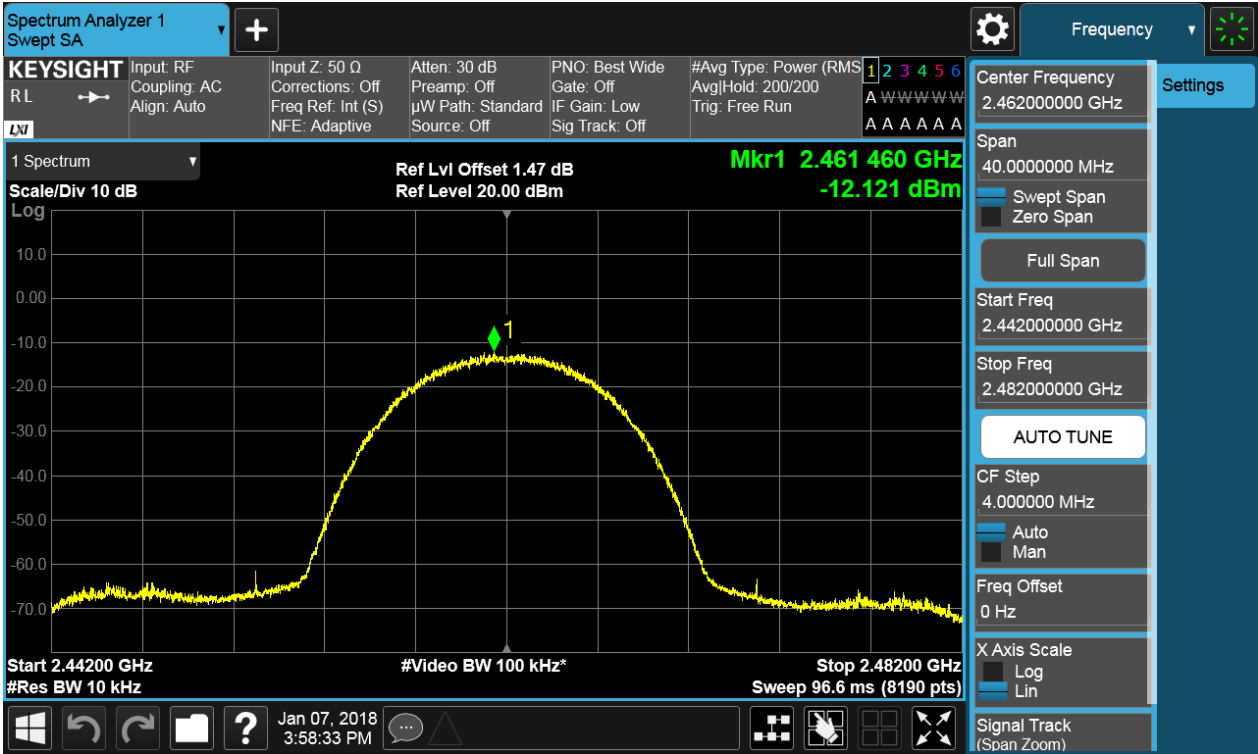 Spectrum Analyzer 1
Swept SA
+
Frequency
KEYSIGHT
R L
LXI
Input: RF
Coupling: AC
Align: Auto
Input Z: 50 Ω
Corrections: Off
Freq Ref: Int (S)
NFE: Adaptive
Atten: 30 dB
Preamp: Off
µW Path: Standard
Source: Off
PNO: Best Wide
Gate: Off
IF Gain: Low
Sig Track: Off
#Avg Type: Power (RMS
Avg|Hold: 200/200
Trig: Free Run
1 2 3 4 5 6
A W W W W W
A A A A A A
1 Spectrum
Scale/Div 10 dB
Log
Ref Lvl Offset 1.47 dB
Ref Level 20.00 dBm
Mkr1 2.461 460 GHz
-12.121 dBm
10.0
0.00
-10.0
-20.0
-30.0
-40.0
-50.0
-60.0
-70.0
1
Start 2.44200 GHz
#Video BW 100 kHz*
Stop 2.48200 GHz
#Res BW 10 kHz
Sweep 96.6 ms (8190 pts)
Center Frequency
2.462000000 GHz
Span
40.0000000 MHz
Swept Span
Zero Span
Full Span
Start Freq
2.442000000 GHz
Stop Freq
2.482000000 GHz
AUTO TUNE
CF Step
4.000000 MHz
Auto
Man
Freq Offset
0 Hz
X Axis Scale
Log
Lin
Signal Track
(Span Zoom)
Settings
?
Jan 07, 2018
3:58:33 PM